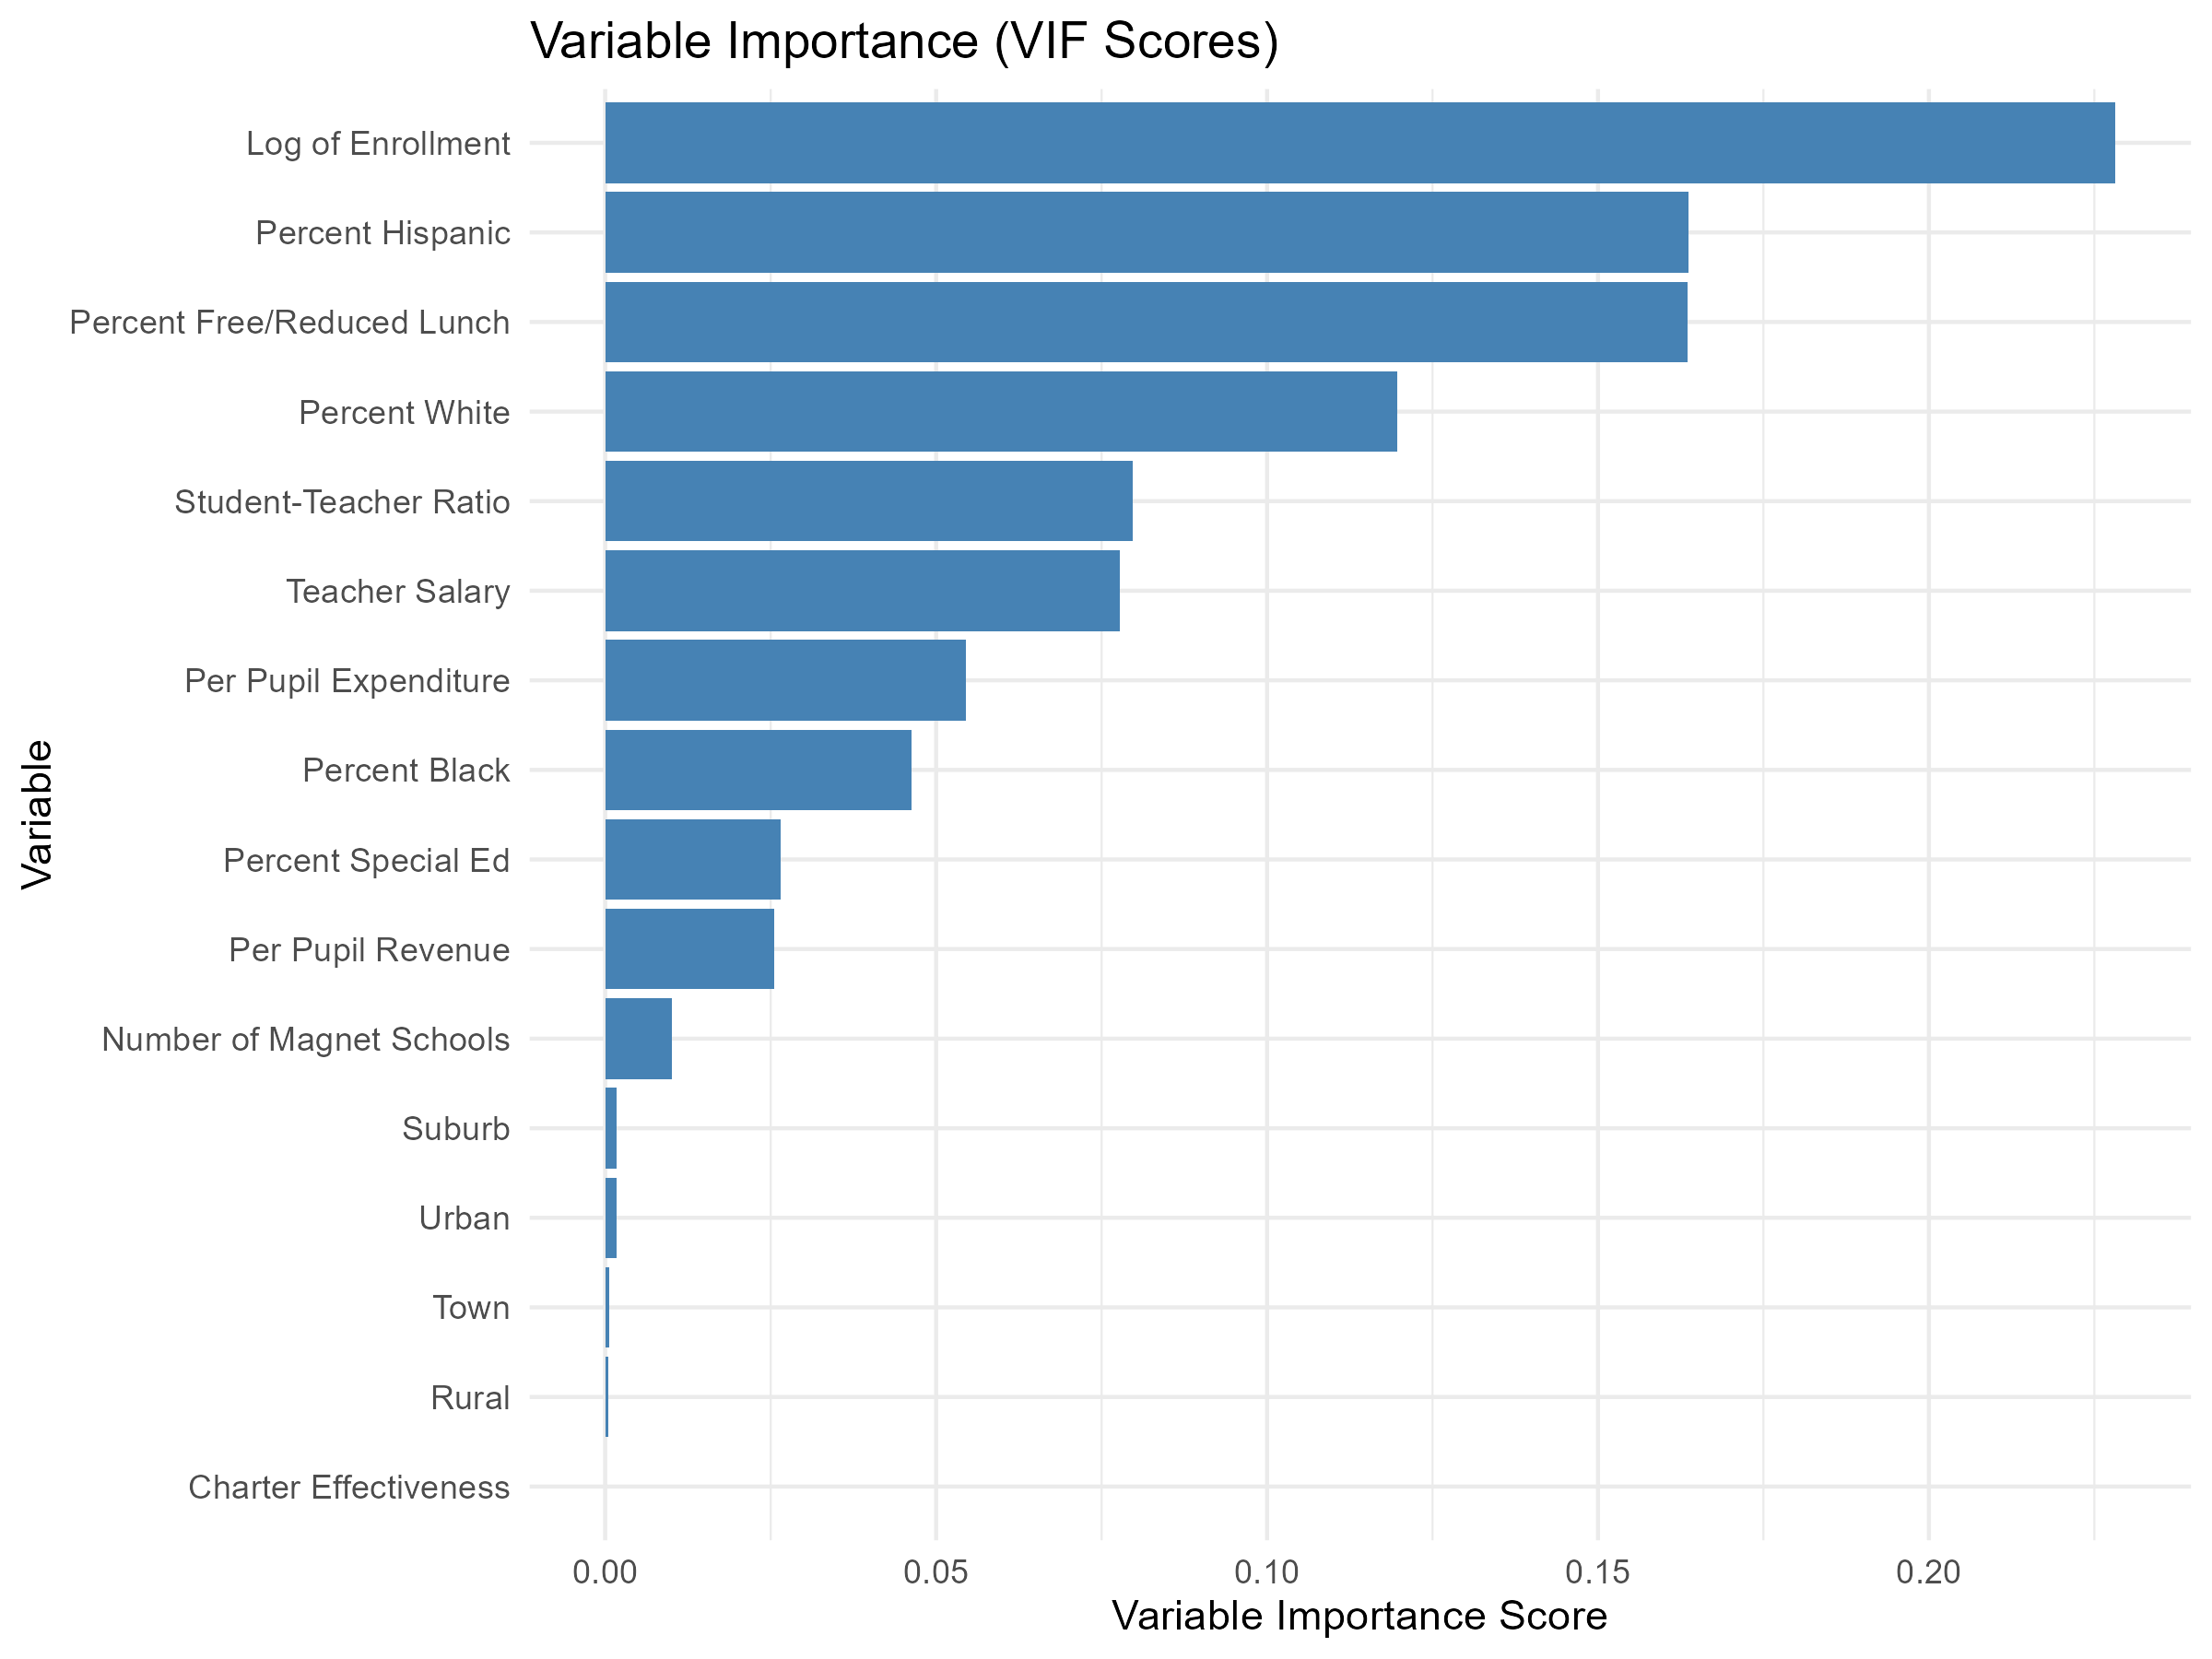 Variable Importance (VIF Scores)
Variable
Log of Enrollment
Percent Hispanic
Percent Free/Reduced Lunch
Percent White
Student-Teacher Ratio
Teacher Salary
Per Pupil Expenditure
Percent Black
Percent Special Ed
Per Pupil Revenue
Number of Magnet Schools
Suburb
Urban
Town
Rural
Charter Effectiveness
0.00 0.05 0.10 0.15 0.20
Variable Importance Score